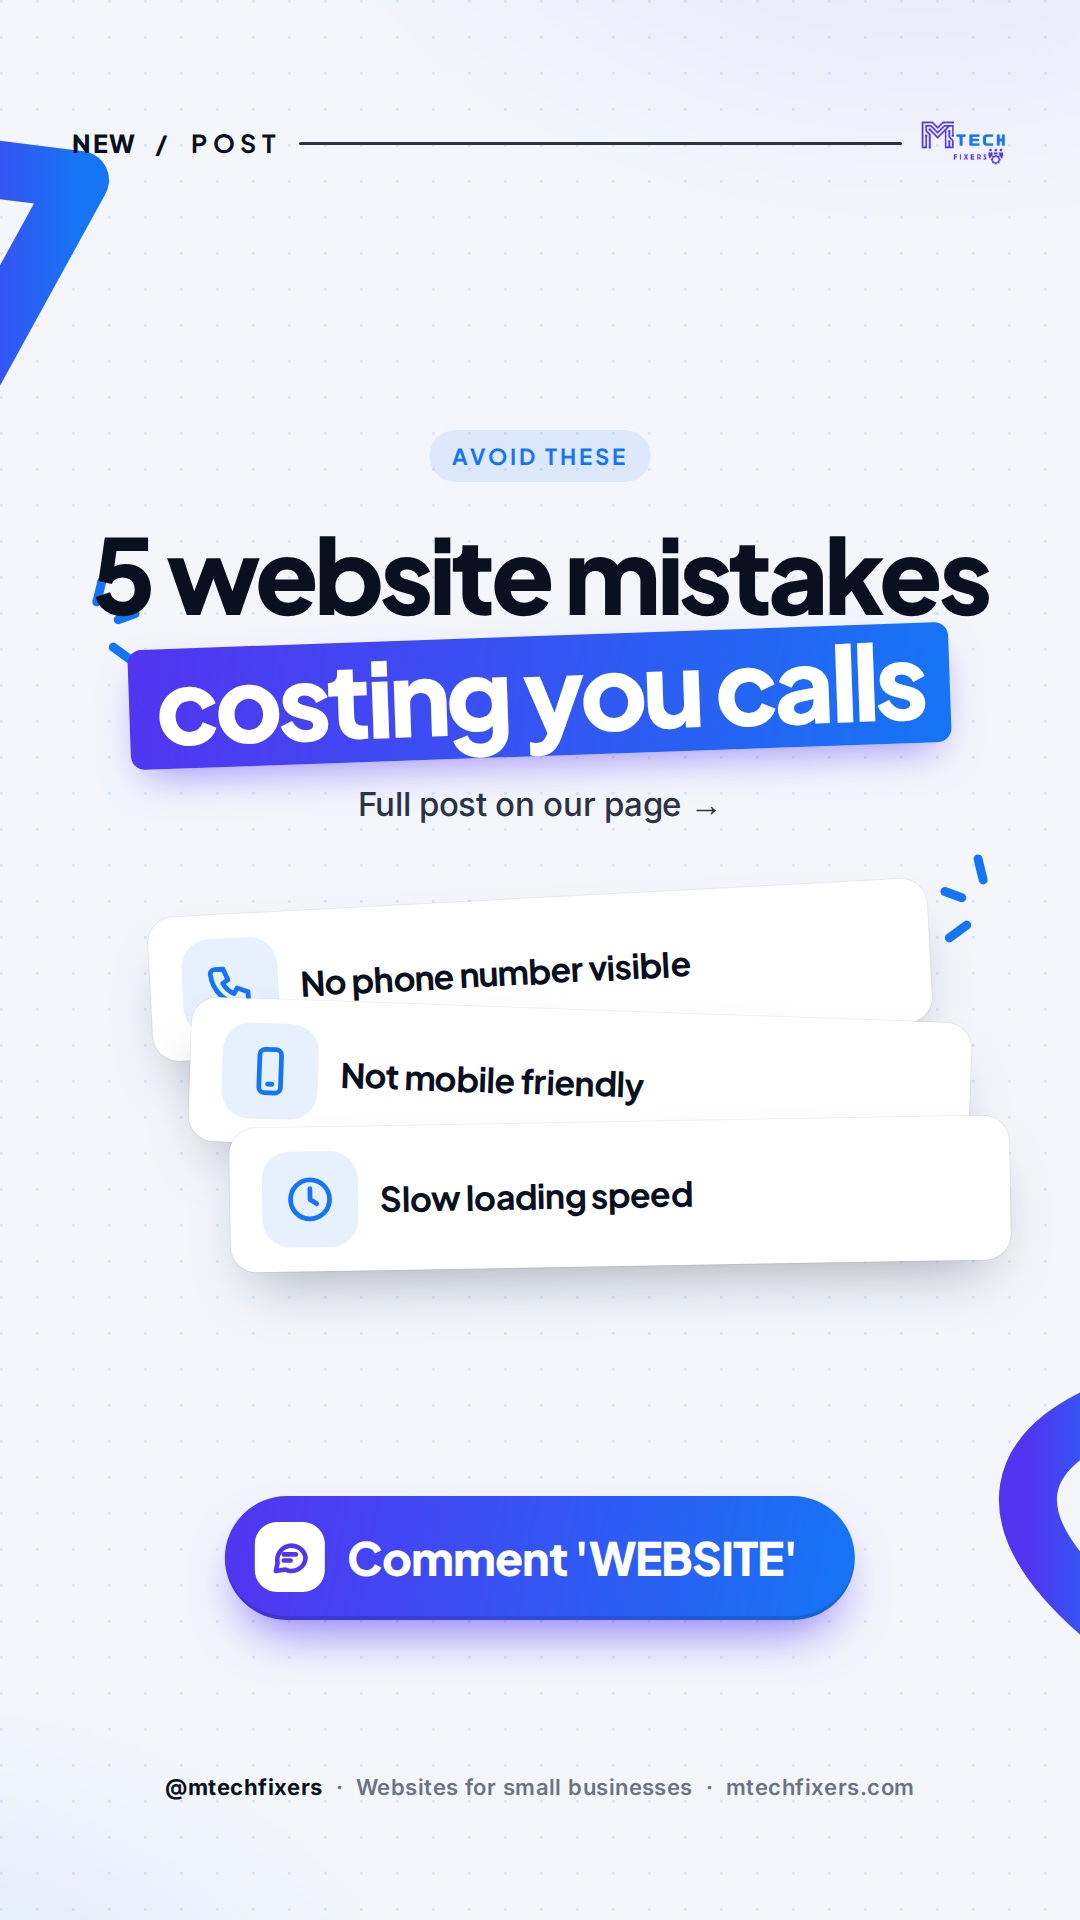 NEW / POST
MTECH
FIXERS
AVOID THESE
5 website mistakes
costing you calls
Full post on our page →
No phone number visible
Not mobile friendly
Slow loading speed
Comment 'WEBSITE'
@mtechfixers · Websites for small businesses · mtechfixers.com